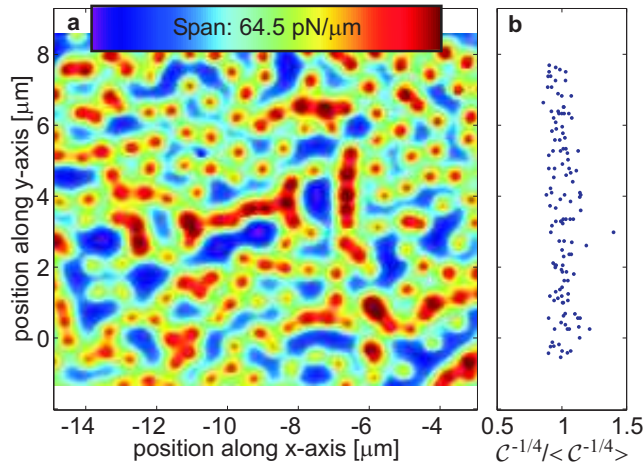 a
Span: 64.5 pN/μm
b
8
6
4
2
0
position along y-axis [μm]
-14
-12
-10
-8
-6
-4
position along x-axis [μm]
0.5
1
1.5
C^-1/4/<C^-1/4>